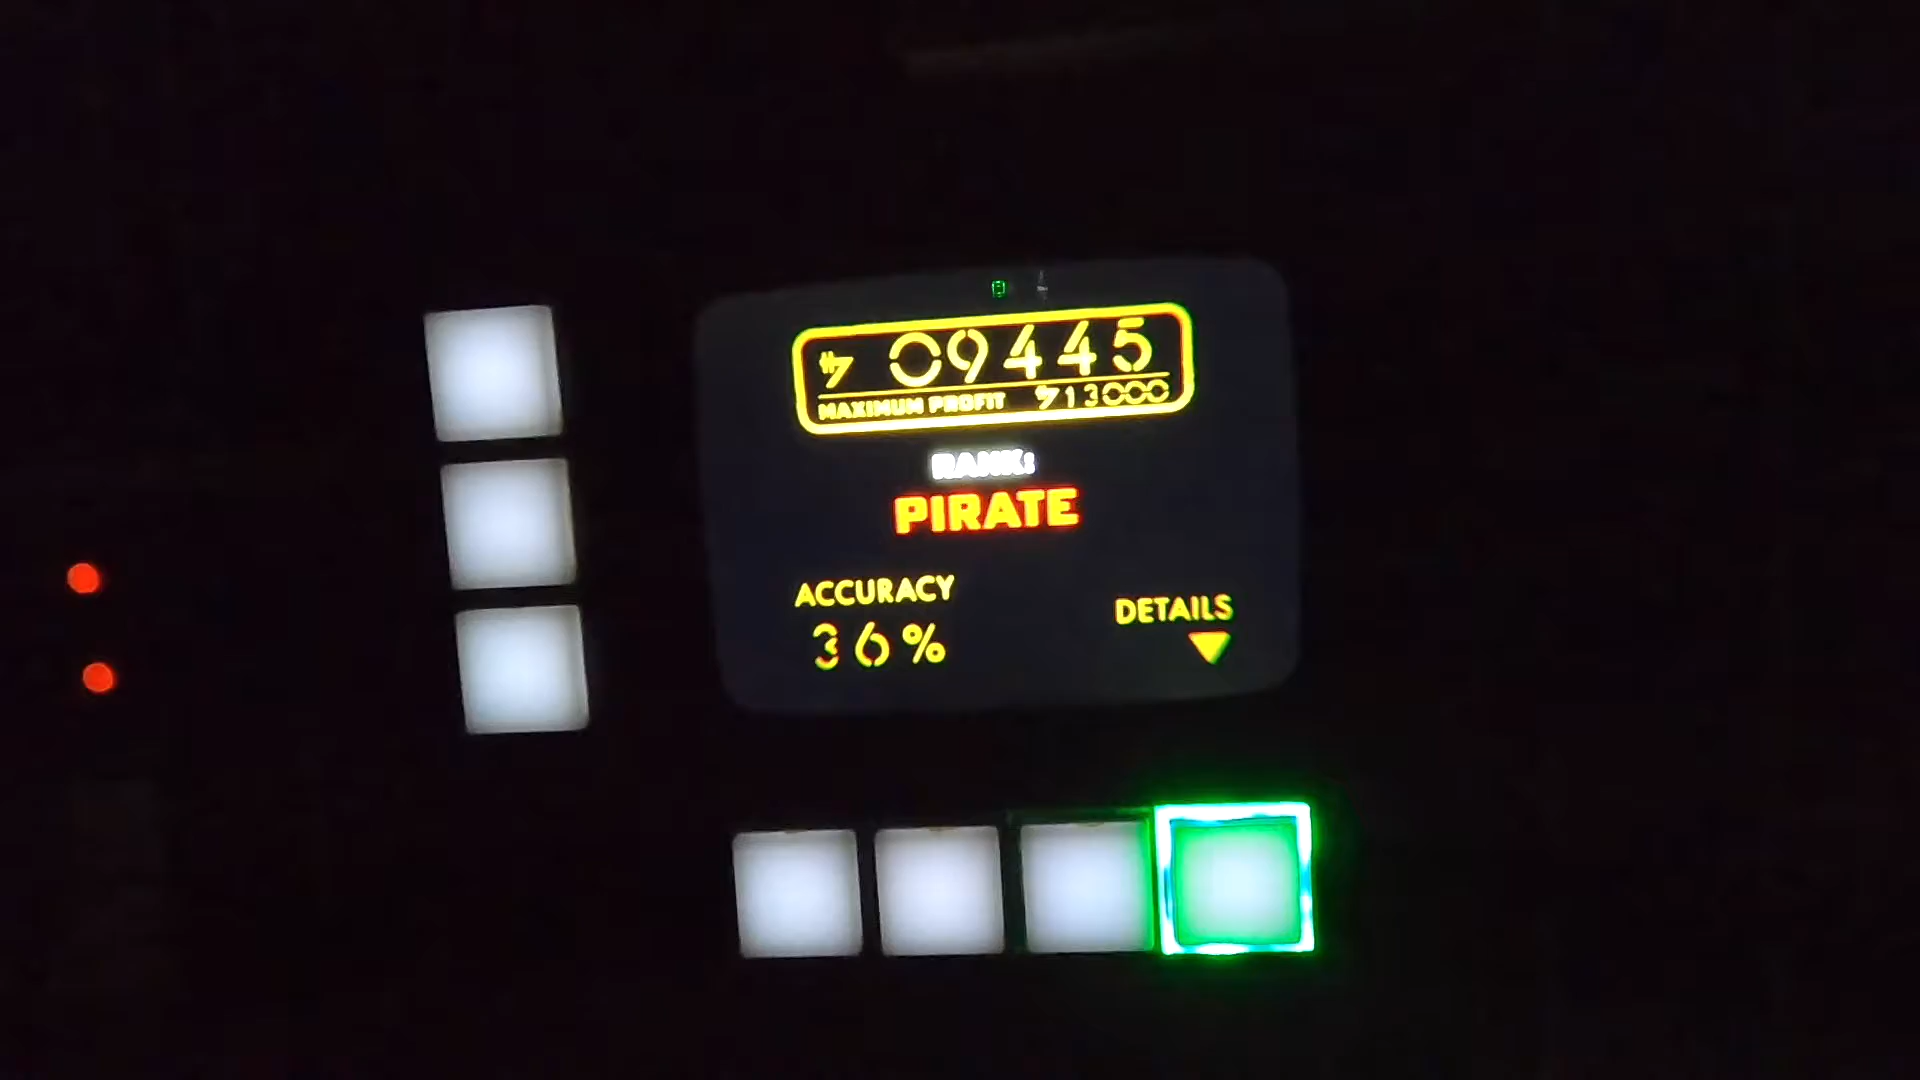 09445
MAXIMUM PROFIT 13000
RANK:
PIRATE
ACCURACY
36%
DETAILS